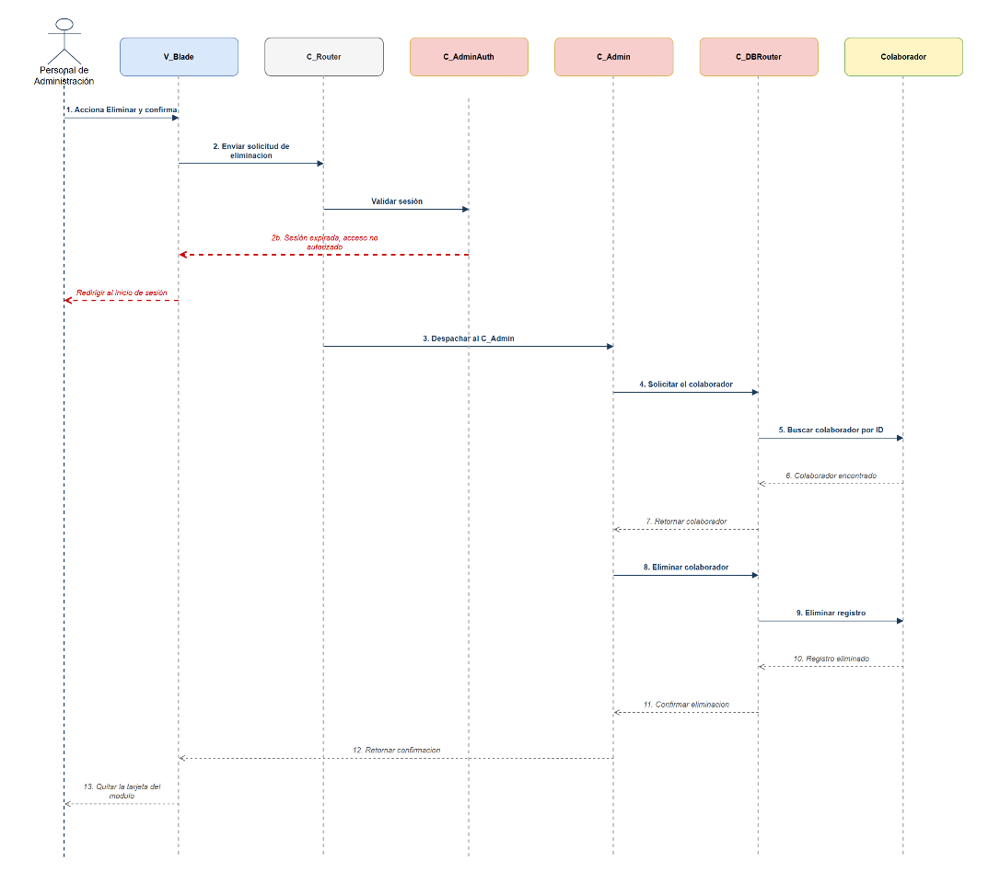 Personal de
Administración
V_Blade
C_Router
C_AdminAuth
C_Admin
C_DBRouter
Colaborador
1. Acciona Eliminar y confirma
2. Enviar solicitud de
eliminacion
Validar sesión
2b. Sesión expirada, acceso no
autorizado
Redirigir al inicio de sesión
3. Despachar al C_Admin
4. Solicitar el colaborador
5. Buscar colaborador por ID
6. Colaborador encontrado
7. Retornar colaborador
8. Eliminar colaborador
9. Eliminar registro
10. Registro eliminado
11. Confirmar eliminacion
12. Retornar confirmacion
13. Quitar la tarjeta del
modulo